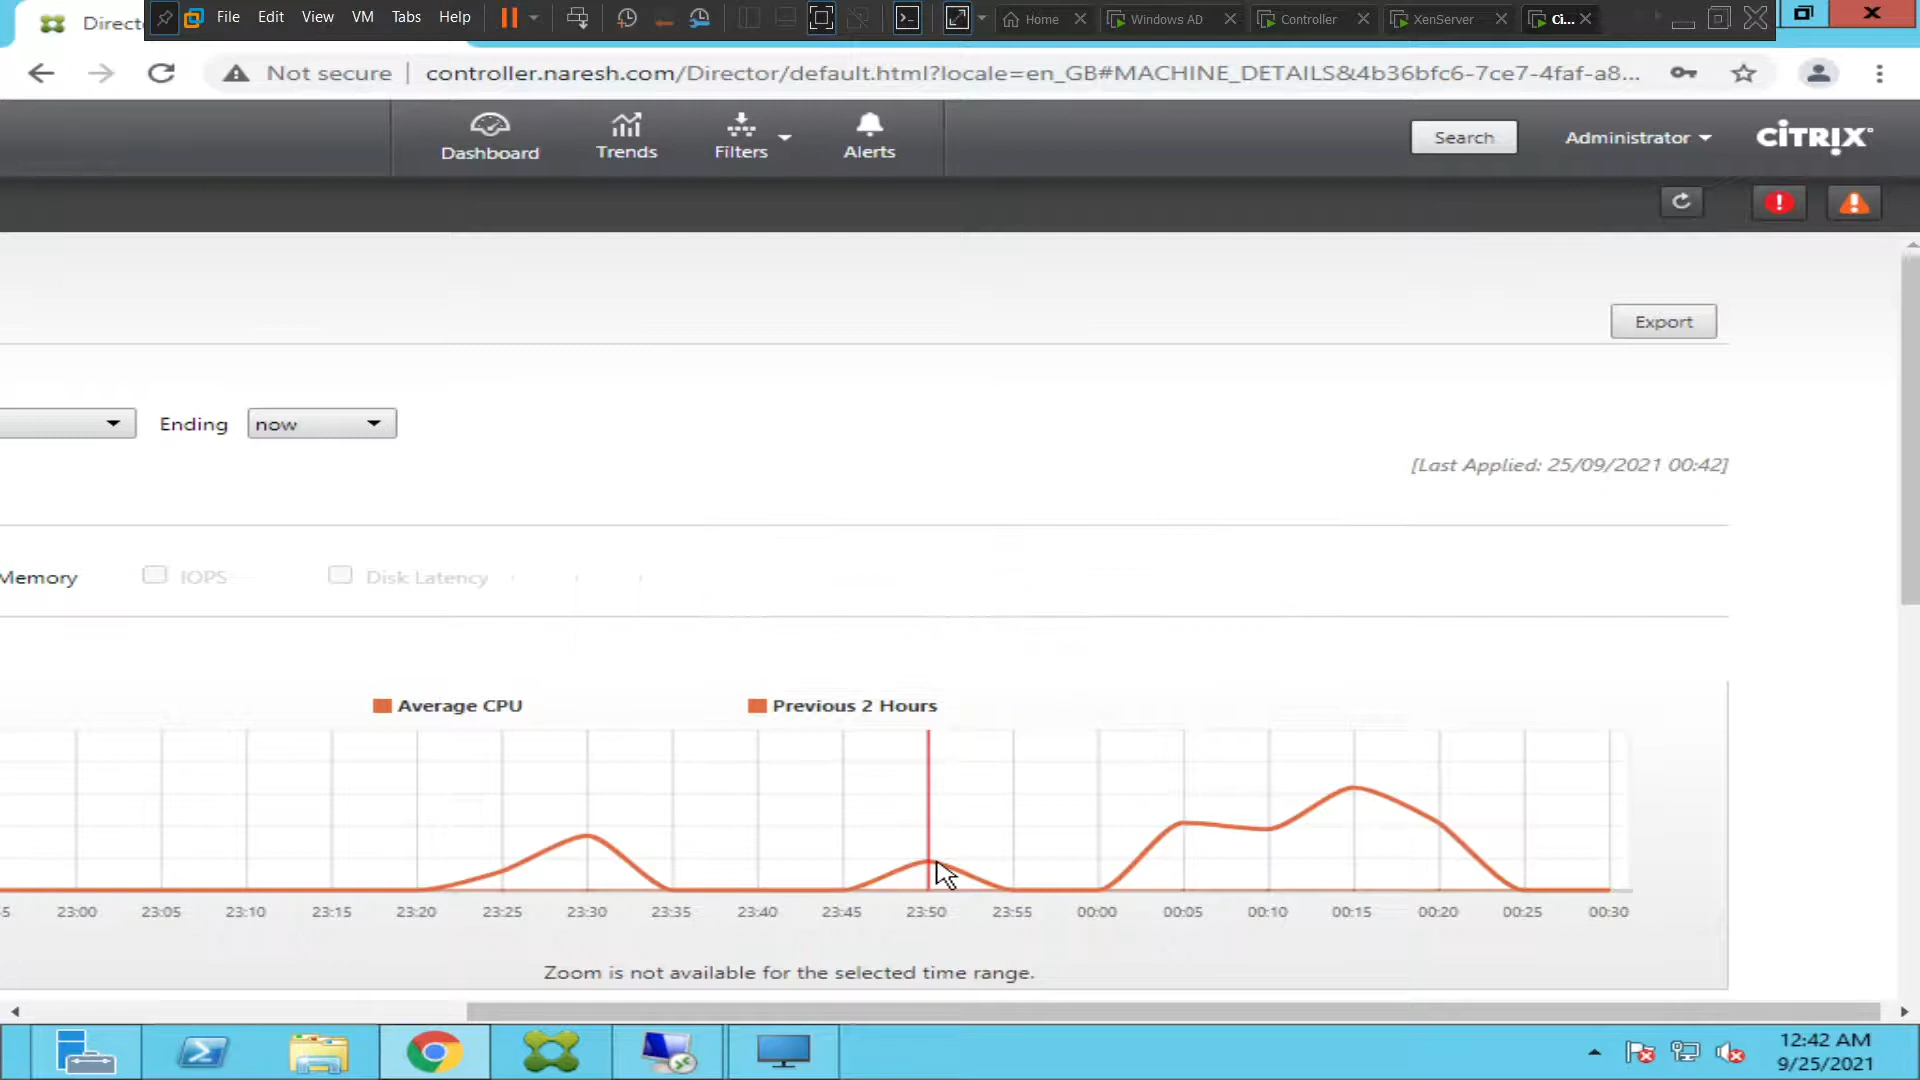 Direct
File Edit View VM Tabs Help
Home
Windows AD
Controller
XenServer
Ci...
Not secure
controller.naresh.com/Director/default.html?locale=en_GB#MACHINE_DETAILS&4b36bfc6-7ce7-4faf-a8...
Dashboard
Trends
Filters
Alerts
Search
Administrator
CITRIX
Export
Ending
now
[Last Applied: 25/09/2021 00:42]
Memory
IOPS
Disk Latency
Average CPU
Previous 2 Hours
5 23:00 23:05 23:10 23:15 23:20 23:25 23:30 23:35 23:40 23:45 23:50 23:55 00:00 00:05 00:10 00:15 00:20 00:25 00:30
Zoom is not available for the selected time range.
12:42 AM
9/25/2021